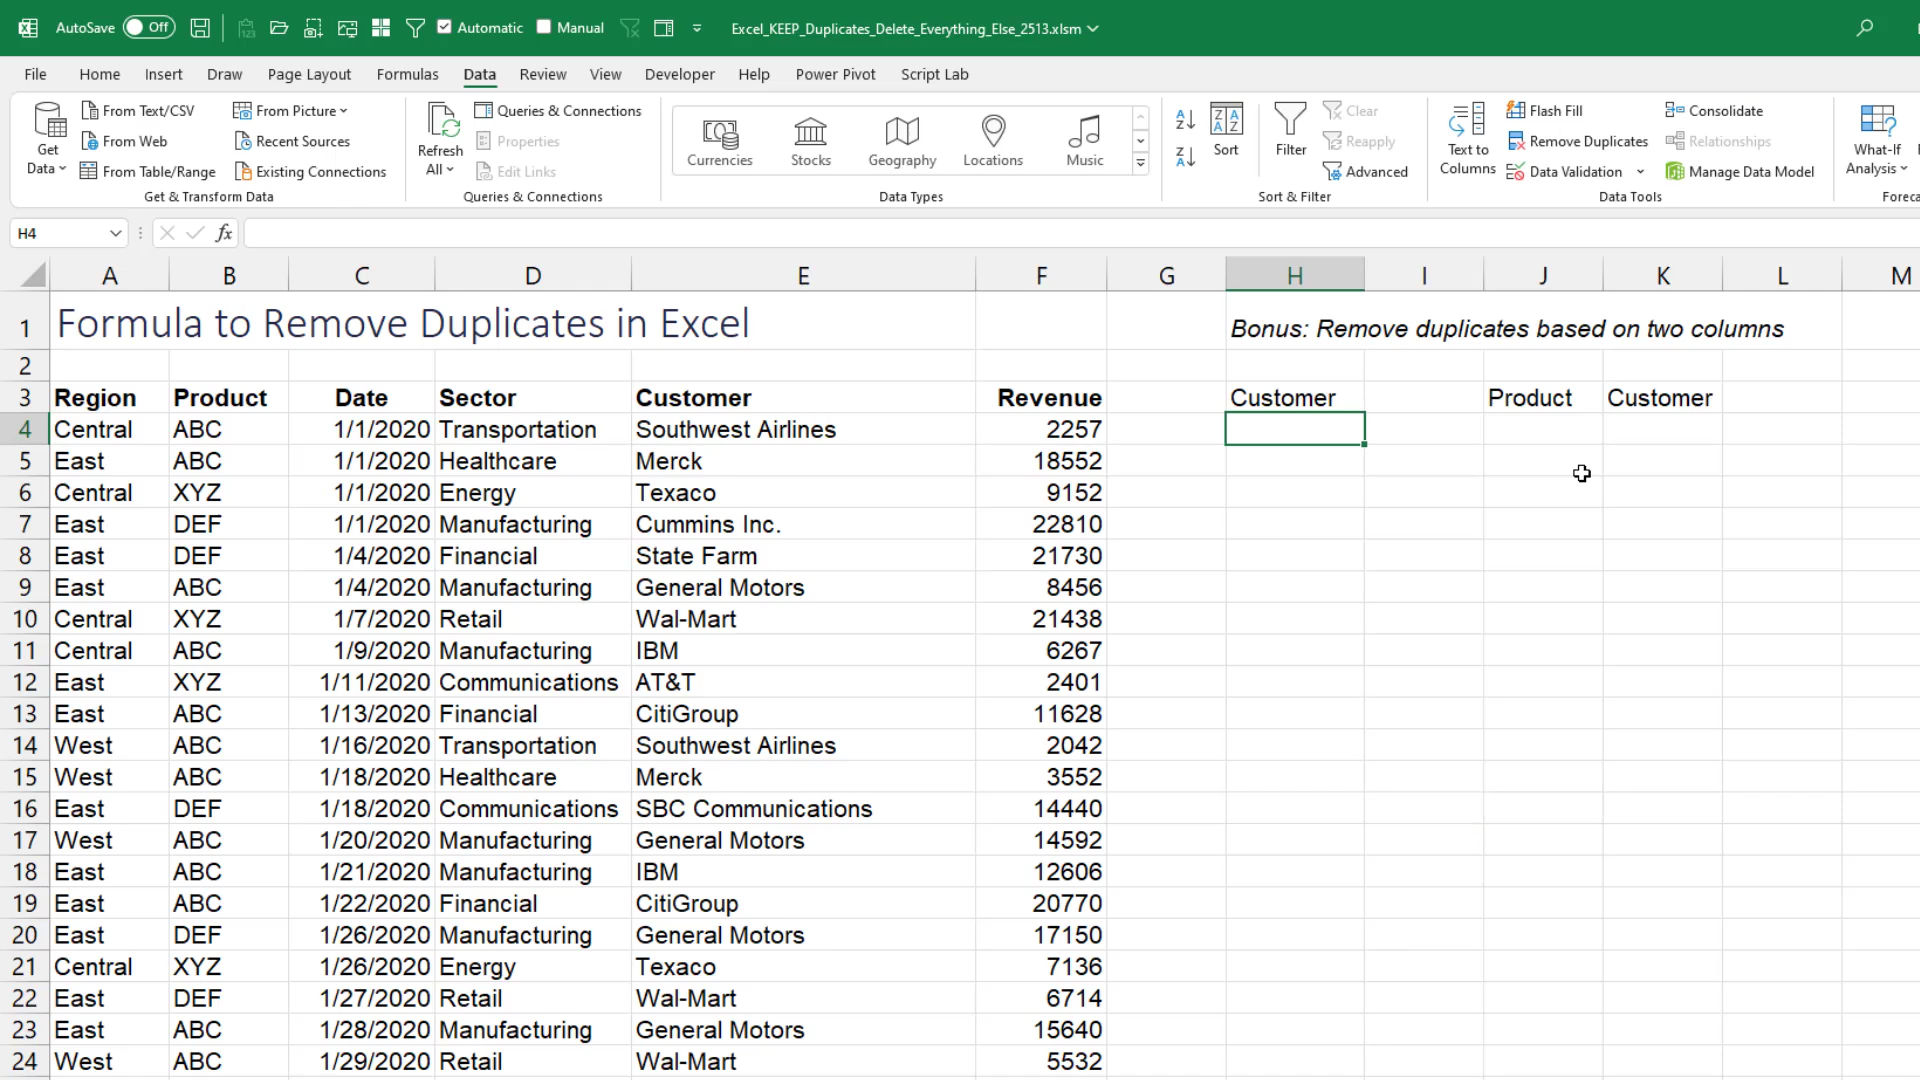 AutoSave Off Automatic Manual Excel_KEEP_Duplicates_Delete_Everything_Else_2513.xlsm
File Home Insert Draw Page Layout Formulas Data Review View Developer Help Power Pivot Script Lab
Get Data
From Text/CSV
From Web
From Table/Range
From Picture
Recent Sources
Existing Connections
Get & Transform Data
Refresh All
Queries & Connections
Properties
Edit Links
Queries & Connections
Currencies Stocks Geography Locations Music
Data Types
Sort
Filter
Clear
Reapply
Advanced
Sort & Filter
Text to Columns
Flash Fill
Remove Duplicates
Data Validation
Consolidate
Relationships
Manage Data Model
Data Tools
What-If Analysis
H4 fx
A B C D E F G H I J K L M
1 Formula to Remove Duplicates in Excel Bonus: Remove duplicates based on two columns
2
3 Region Product Date Sector Customer Revenue Customer Product Customer
4 Central ABC 1/1/2020 Transportation Southwest Airlines 2257
5 East ABC 1/1/2020 Healthcare Merck 18552
6 Central XYZ 1/1/2020 Energy Texaco 9152
7 East DEF 1/1/2020 Manufacturing Cummins Inc. 22810
8 East DEF 1/4/2020 Financial State Farm 21730
9 East ABC 1/4/2020 Manufacturing General Motors 8456
10 Central XYZ 1/7/2020 Retail Wal-Mart 21438
11 Central ABC 1/9/2020 Manufacturing IBM 6267
12 East XYZ 1/11/2020 Communications AT&T 2401
13 East ABC 1/13/2020 Financial CitiGroup 11628
14 West ABC 1/16/2020 Transportation Southwest Airlines 2042
15 West ABC 1/18/2020 Healthcare Merck 3552
16 East DEF 1/18/2020 Communications SBC Communications 14440
17 West ABC 1/20/2020 Manufacturing General Motors 14592
18 East ABC 1/21/2020 Manufacturing IBM 12606
19 East ABC 1/22/2020 Financial CitiGroup 20770
20 East DEF 1/26/2020 Manufacturing General Motors 17150
21 Central XYZ 1/26/2020 Energy Texaco 7136
22 East DEF 1/27/2020 Retail Wal-Mart 6714
23 East ABC 1/28/2020 Manufacturing General Motors 15640
24 West ABC 1/29/2020 Retail Wal-Mart 5532